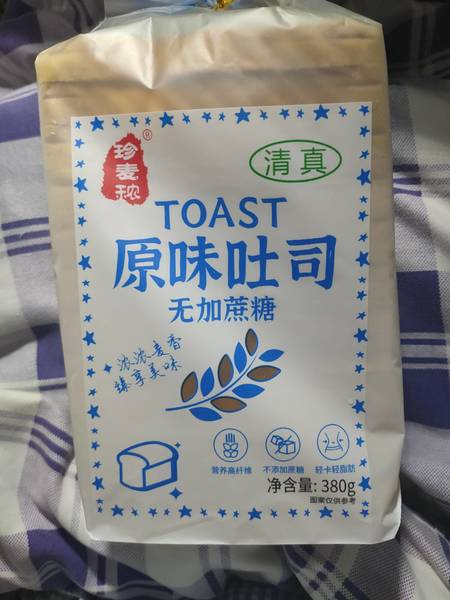 珍麦秾®
清真
TOAST
原味吐司
无加蔗糖
浓浓麦香
臻享美味
营养高纤维
不添加蔗糖
轻卡轻脂肪
净含量: 380g
图案仅供参考